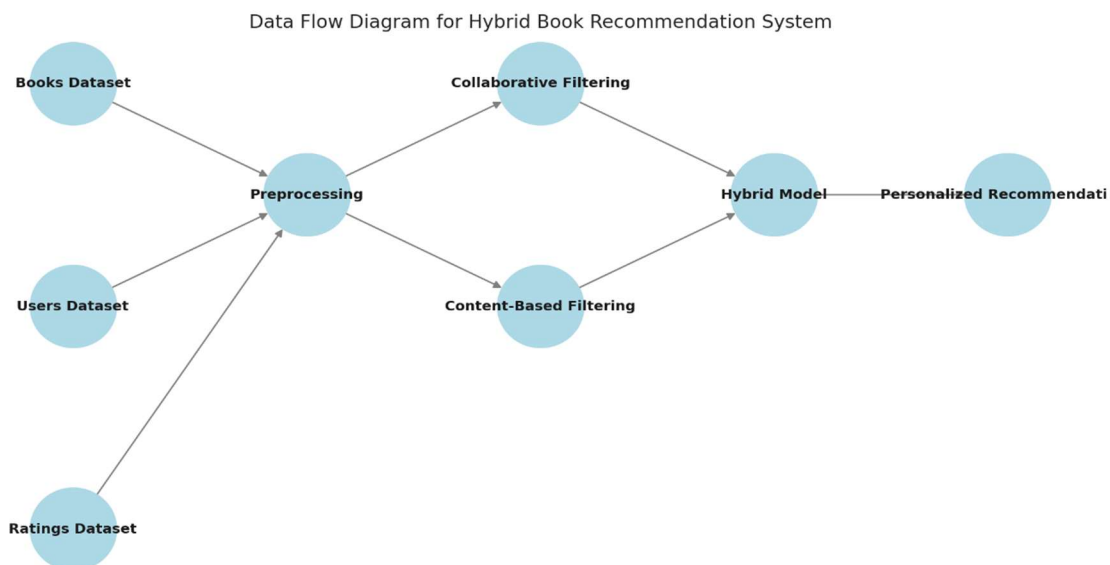 Data Flow Diagram for Hybrid Book Recommendation System
Books Dataset
Collaborative Filtering
Preprocessing
Hybrid Model
Personalized Recommendati
Users Dataset
Content-Based Filtering
Ratings Dataset